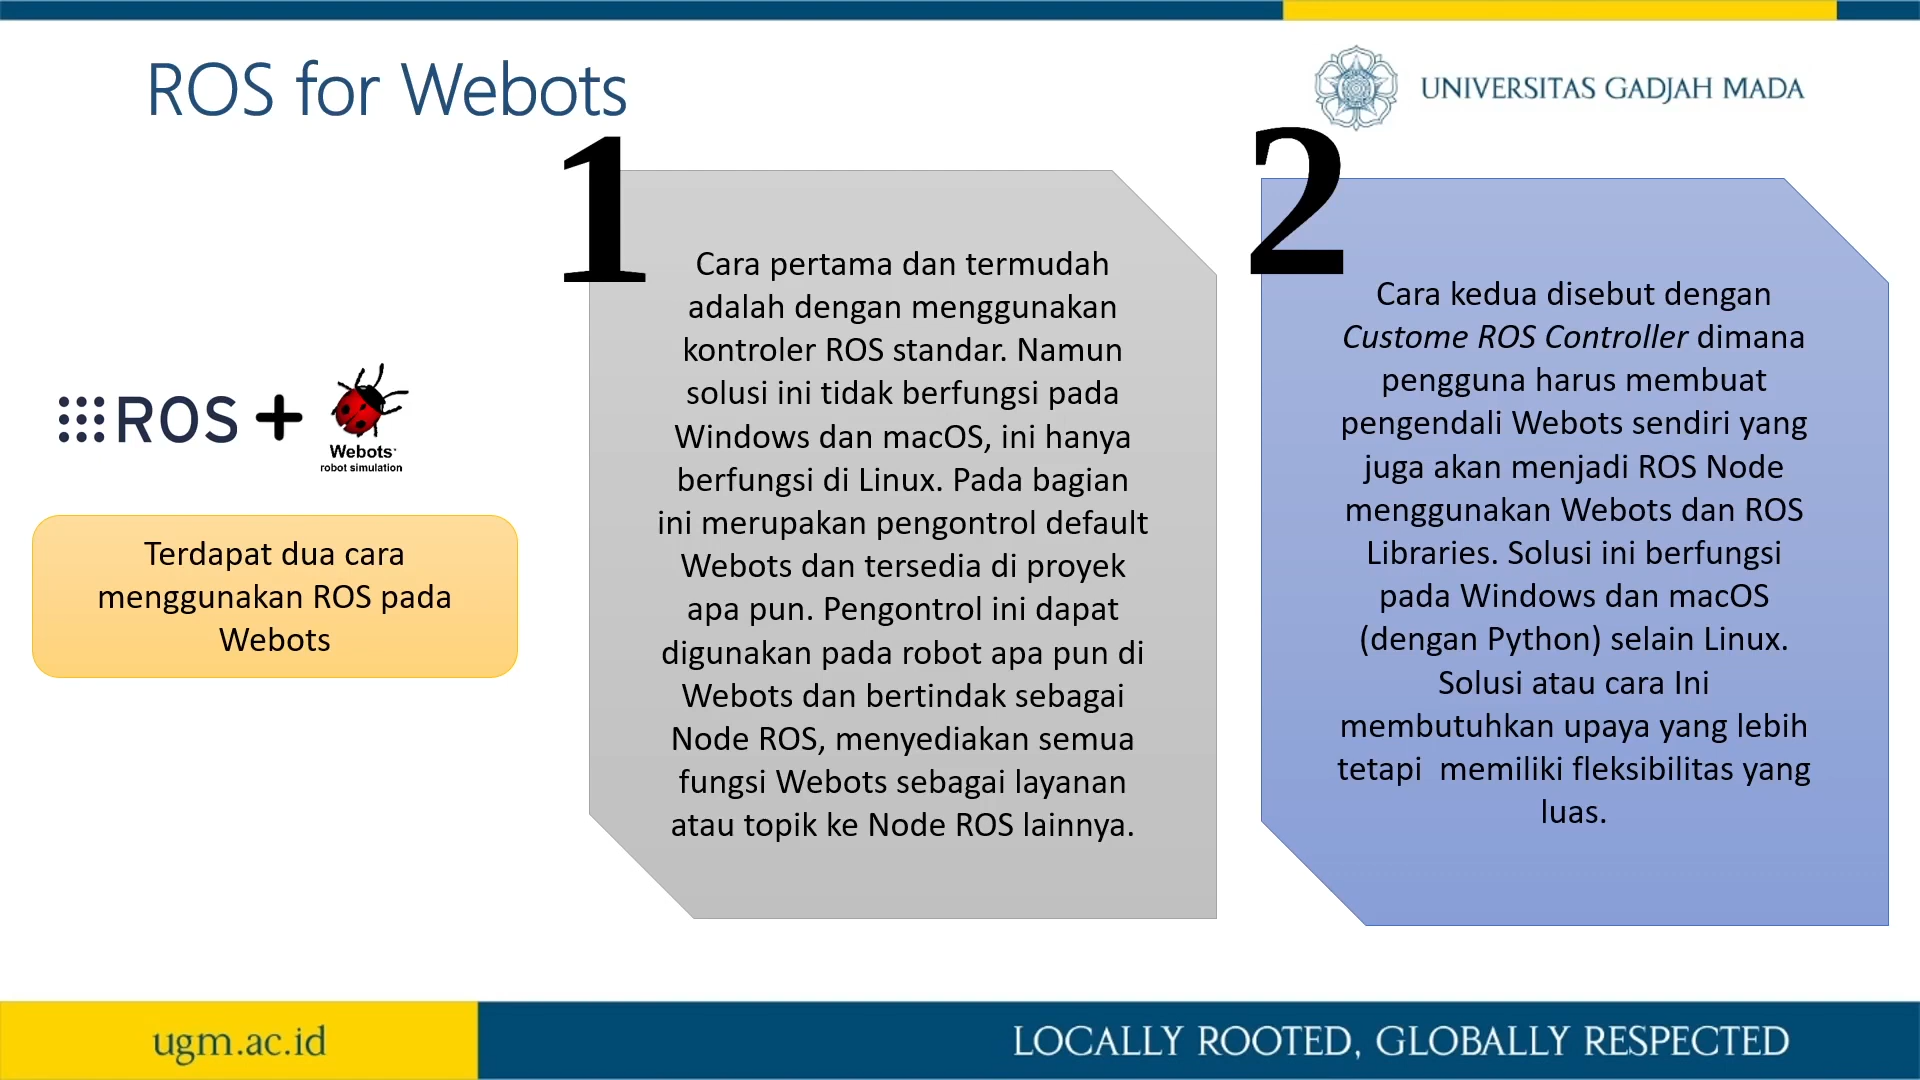 ROS for Webots
UNIVERSITAS GADJAH MADA
ROS +
Webots
robot simulation
Terdapat dua cara
menggunakan ROS pada
Webots
1
Cara pertama dan termudah
adalah dengan menggunakan
kontroler ROS standar. Namun
solusi ini tidak berfungsi pada
Windows dan macOS, ini hanya
berfungsi di Linux. Pada bagian
ini merupakan pengontrol default
Webots dan tersedia di proyek
apa pun. Pengontrol ini dapat
digunakan pada robot apa pun di
Webots dan bertindak sebagai
Node ROS, menyediakan semua
fungsi Webots sebagai layanan
atau topik ke Node ROS lainnya.
2
Cara kedua disebut dengan
Custome ROS Controller dimana
pengguna harus membuat
pengendali Webots sendiri yang
juga akan menjadi ROS Node
menggunakan Webots dan ROS
Libraries. Solusi ini berfungsi
pada Windows dan macOS
(dengan Python) selain Linux.
Solusi atau cara Ini
membutuhkan upaya yang lebih
tetapi  memiliki fleksibilitas yang
luas.
ugm.ac.id
LOCALLY ROOTED, GLOBALLY RESPECTED